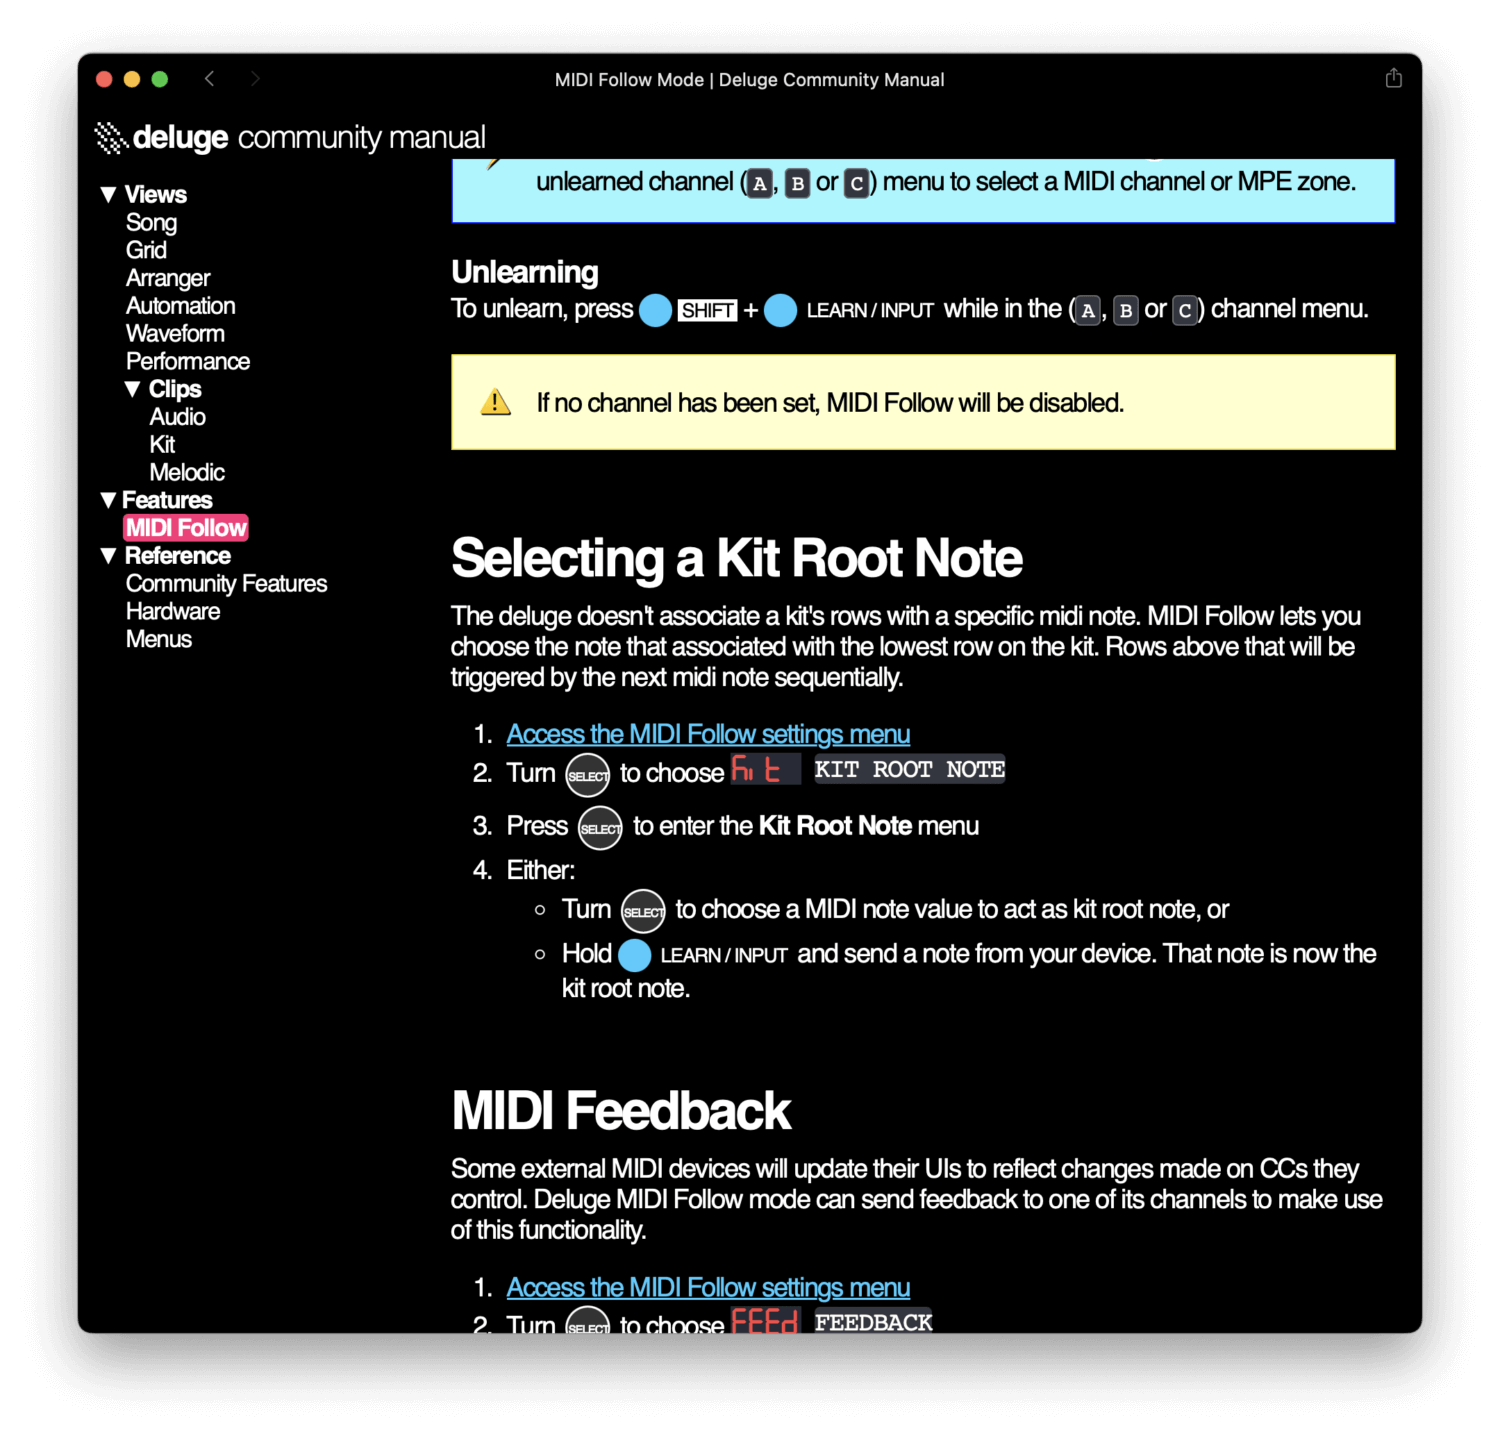 MIDI Follow Mode | Deluge Community Manual
deluge community manual
▼ Views
Song
Grid
Arranger
Automation
Waveform
Performance
▼ Clips
Audio
Kit
Melodic
▼ Features
MIDI Follow
▼ Reference
Community Features
Hardware
Menus
unlearned channel (A, B or C) menu to select a MIDI channel or MPE zone.
Unlearning
To unlearn, press SHIFT + LEARN / INPUT while in the (A, B or C) channel menu.
If no channel has been set, MIDI Follow will be disabled.
Selecting a Kit Root Note
The deluge doesn't associate a kit's rows with a specific midi note. MIDI Follow lets you
choose the note that associated with the lowest row on the kit. Rows above that will be
triggered by the next midi note sequentially.
1. Access the MIDI Follow settings menu
2. Turn SELECT to choose kit KIT ROOT NOTE
3. Press SELECT to enter the Kit Root Note menu
4. Either:
Turn SELECT to choose a MIDI note value to act as kit root note, or
Hold LEARN / INPUT and send a note from your device. That note is now the
kit root note.
MIDI Feedback
Some external MIDI devices will update their UIs to reflect changes made on CCs they
control. Deluge MIDI Follow mode can send feedback to one of its channels to make use
of this functionality.
1. Access the MIDI Follow settings menu
2. Turn SELECT to choose FEEd FEEDBACK